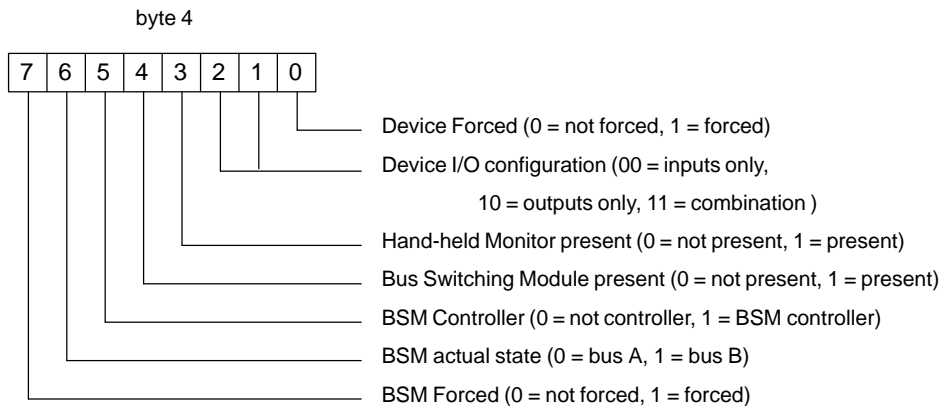 byte 4
7 6 5 4 3 2 1 0
Device Forced (0 = not forced, 1 = forced)
Device I/O configuration (00 = inputs only,
10 = outputs only, 11 = combination )
Hand-held Monitor present (0 = not present, 1 = present)
Bus Switching Module present (0 = not present, 1 = present)
BSM Controller (0 = not controller, 1 = BSM controller)
BSM actual state (0 = bus A, 1 = bus B)
BSM Forced (0 = not forced, 1 = forced)